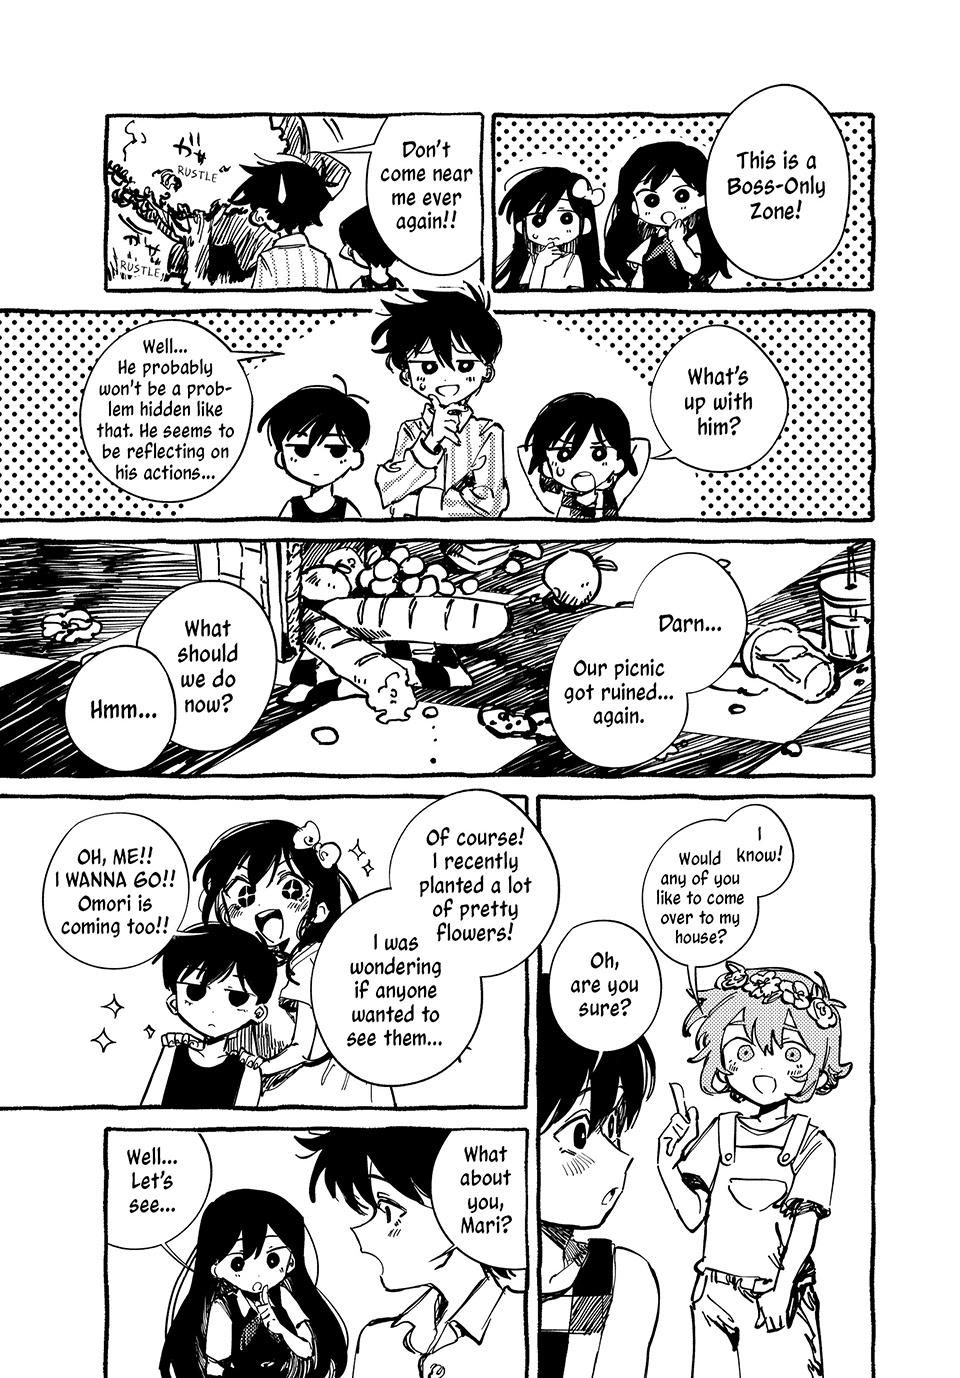 This is a
Boss-Only
Zone!
Don't
come near
me ever
again!!
ガサ
RUSTLE
ガサ
RUSTLE
What's
up with
him?
Well...
He probably
won't be a prob-
lem hidden like
that. He seems to
be reflecting on
his actions...
Darn...
Our picnic
got ruined...
again.
What
should
we do
now?
Hmm...
I
know!
Would
any of you
like to come
over to my
house?
Oh,
are you
sure?
Of course!
I recently
planted a lot
of pretty
flowers!
I was
wondering
if anyone
wanted to
see them...
OH, ME!!
I WANNA GO!!
Omori is
coming too!!
What
about
you,
Mari?
Well...
Let's
see...